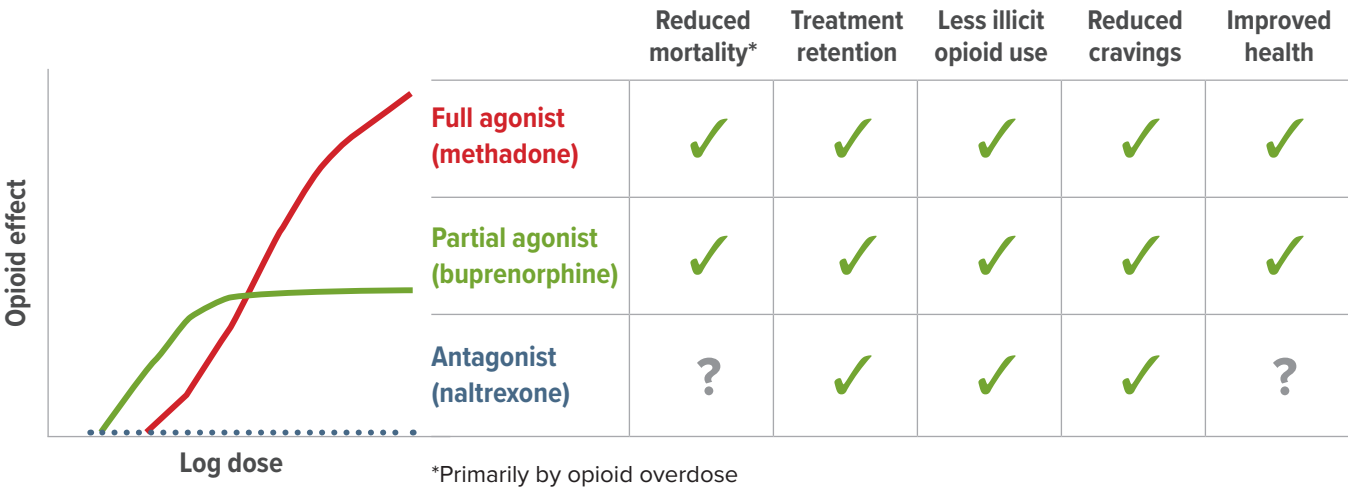 Reduced
mortality*
Treatment
retention
Less illicit
opioid use
Reduced
cravings
Improved
health
Opioid effect
Full agonist
(methadone)
✓ ✓ ✓ ✓ ✓
Partial agonist
(buprenorphine)
✓ ✓ ✓ ✓ ✓
Antagonist
(naltrexone)
? ✓ ✓ ✓ ?
Log dose
*Primarily by opioid overdose